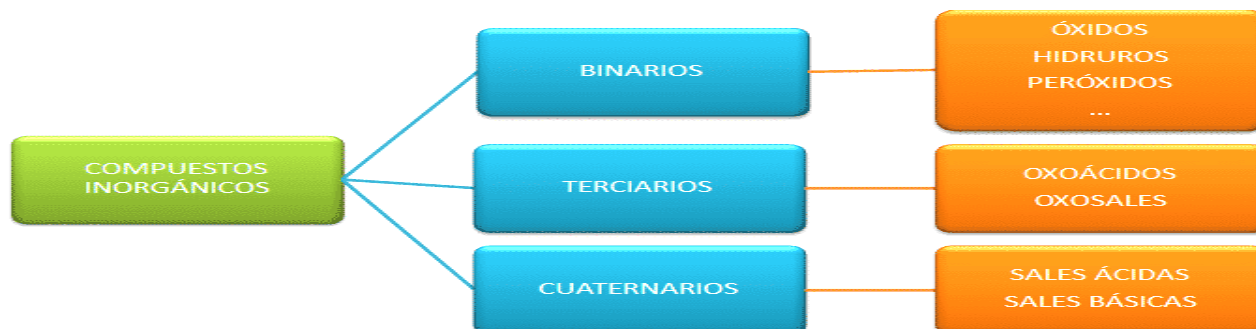 COMPUESTOS
INORGÁNICOS
BINARIOS
ÓXIDOS
HIDRUROS
PERÓXIDOS
...
TERCIARIOS
OXOÁCIDOS
OXOSALES
CUATERNARIOS
SALES ÁCIDAS
SALES BÁSICAS